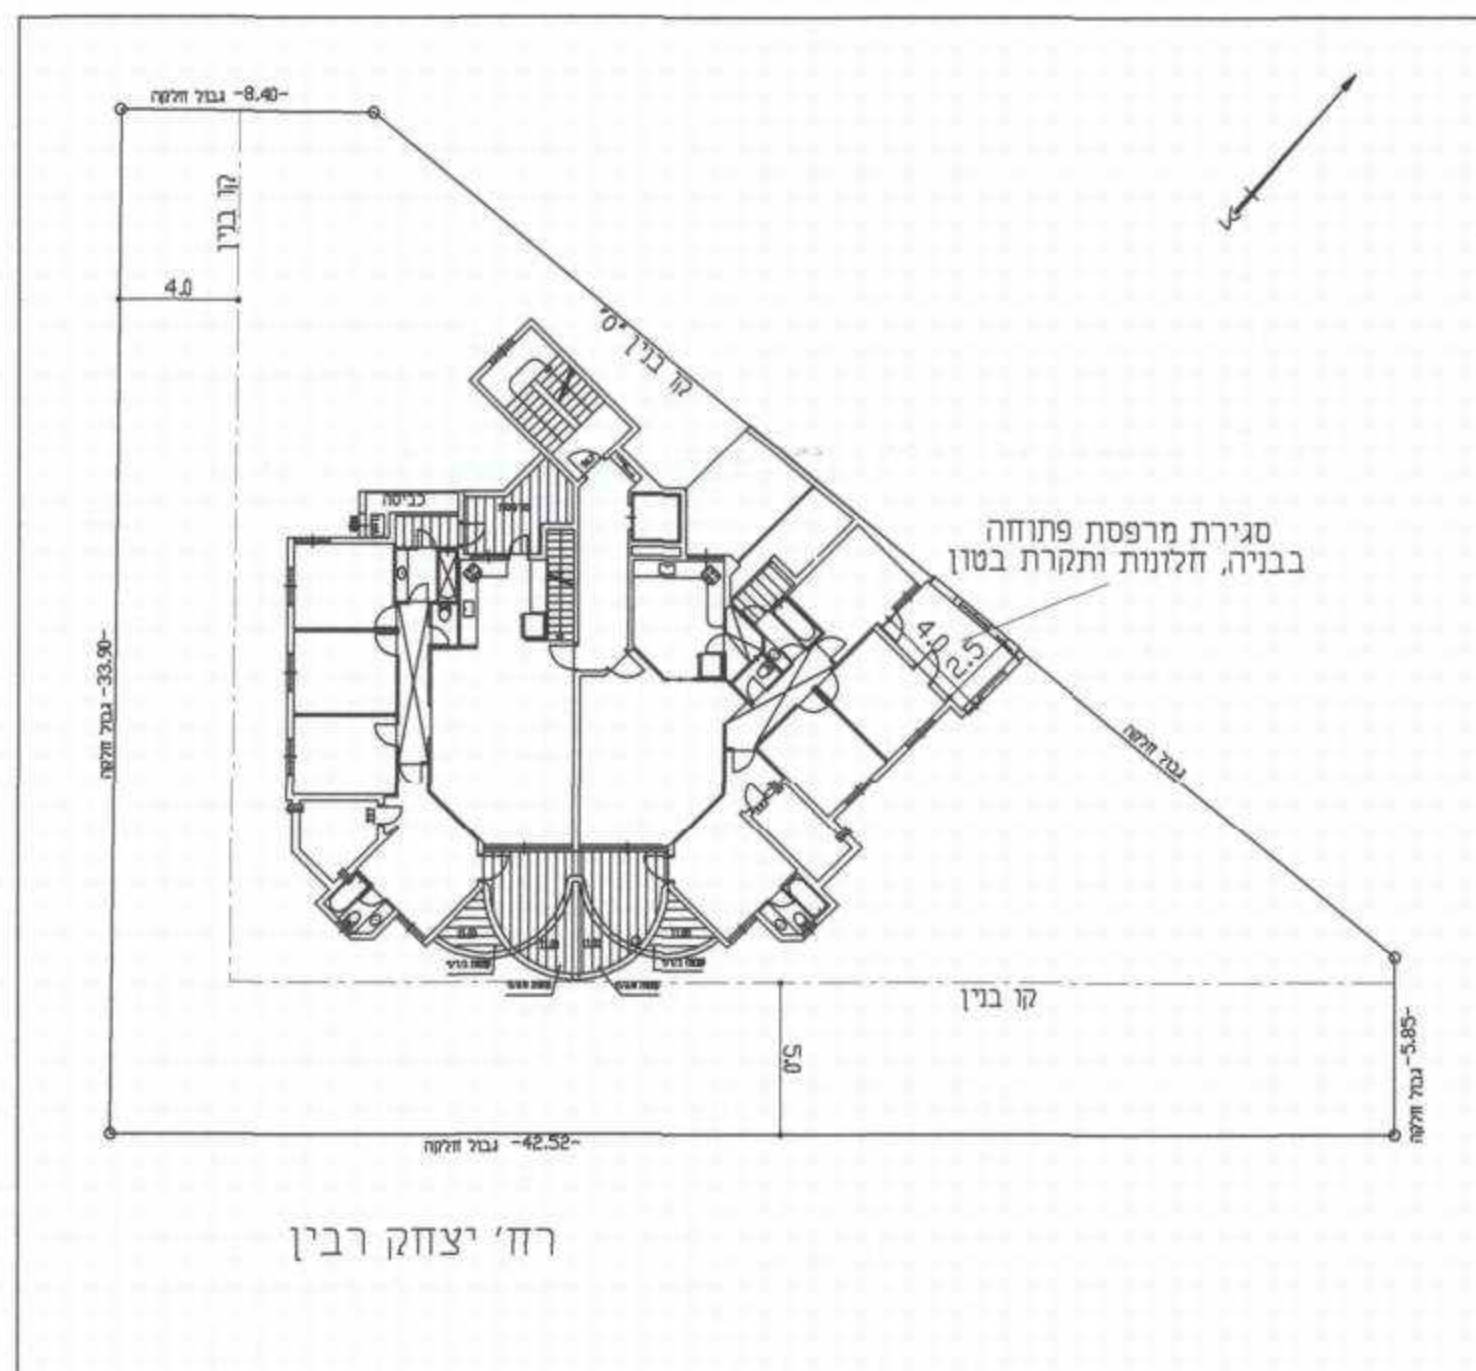 גבול חלקה -8.40-
קו בנין
4.0
קו בנין "0"
כביסה
מרפסת
סגירת מרפסת פתוחה
בבניה, חלונות ותקרת בטון
4.0
2.5
גבול חלקה -33.90-
גבול חלקה
קו בנין
5.0
גבול חלקה -5.85-
גבול חלקה -42.52-
רח' יצחק רבין